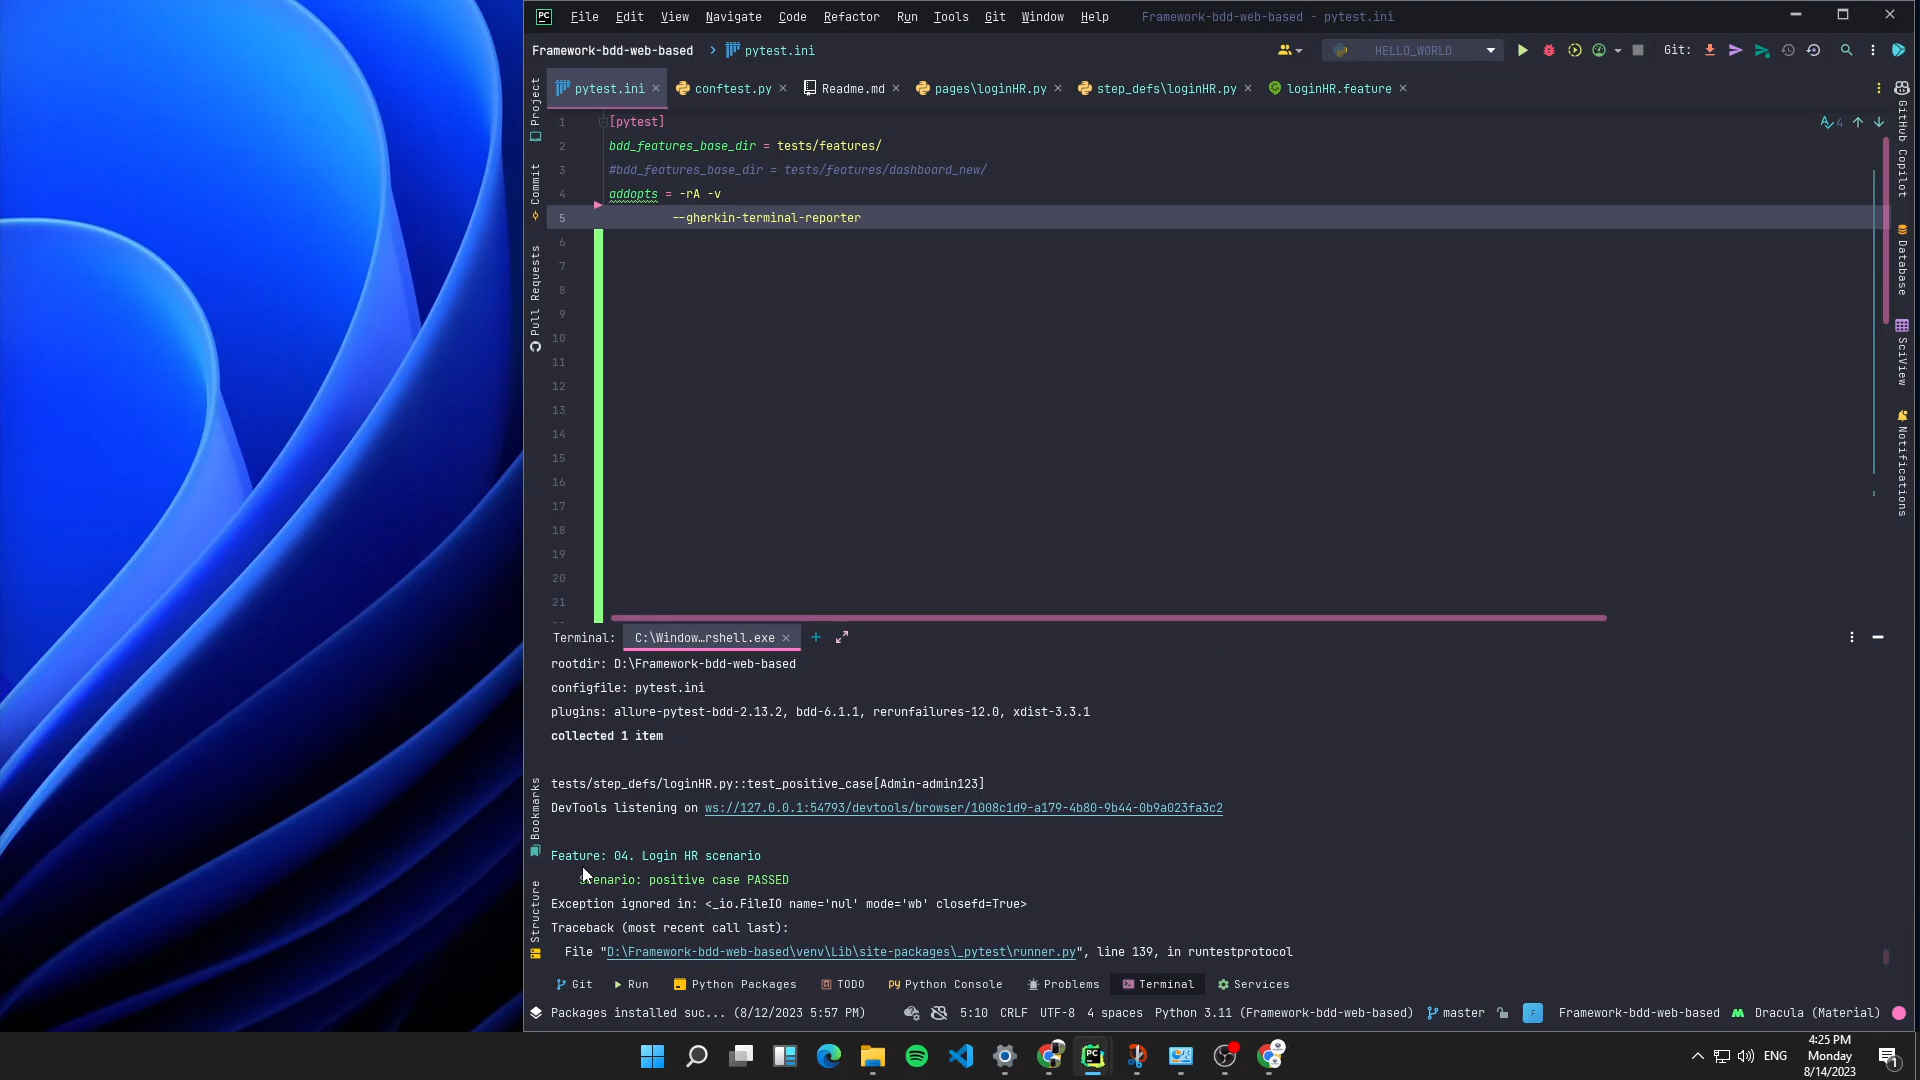 PC File Edit View Navigate Code Refactor Run Tools Git Window Help Framework-bdd-web-based - pytest.ini
Framework-bdd-web-based > pytest.ini HELLO_WORLD Git:
pytest.ini conftest.py Readme.md pages\loginHR.py step_defs\loginHR.py loginHR.feature
Project
Commit
Pull Requests
Bookmarks
Structure
1 [pytest] 4
2 bdd_features_base_dir = tests/features/
3 #bdd_features_base_dir = tests/features/dashboard_new/
4 addopts = -rA -v
5 --gherkin-terminal-reporter
6
7
8
9
10
11
12
13
14
15
16
17
18
19
20
21
GitHub Copilot
Database
SciView
Notifications
Terminal: C:\Window…rshell.exe
rootdir: D:\Framework-bdd-web-based
configfile: pytest.ini
plugins: allure-pytest-bdd-2.13.2, bdd-6.1.1, rerunfailures-12.0, xdist-3.3.1
collected 1 item
tests/step_defs/loginHR.py::test_positive_case[Admin-admin123]
DevTools listening on ws://127.0.0.1:54793/devtools/browser/1008c1d9-a179-4b80-9b44-0b9a023fa3c2
Feature: 04. Login HR scenario
Scenario: positive case PASSED
Exception ignored in: <_io.FileIO name='nul' mode='wb' closefd=True>
Traceback (most recent call last):
File "D:\Framework-bdd-web-based\venv\Lib\site-packages\_pytest\runner.py", line 139, in runtestprotocol
Git Run Python Packages TODO Python Console Problems Terminal Services
Packages installed suc... (8/12/2023 5:57 PM) 5:10 CRLF UTF-8 4 spaces Python 3.11 (Framework-bdd-web-based) master F Framework-bdd-web-based Dracula (Material)
PC ENG 4:25 PM
Monday
8/14/2023
1